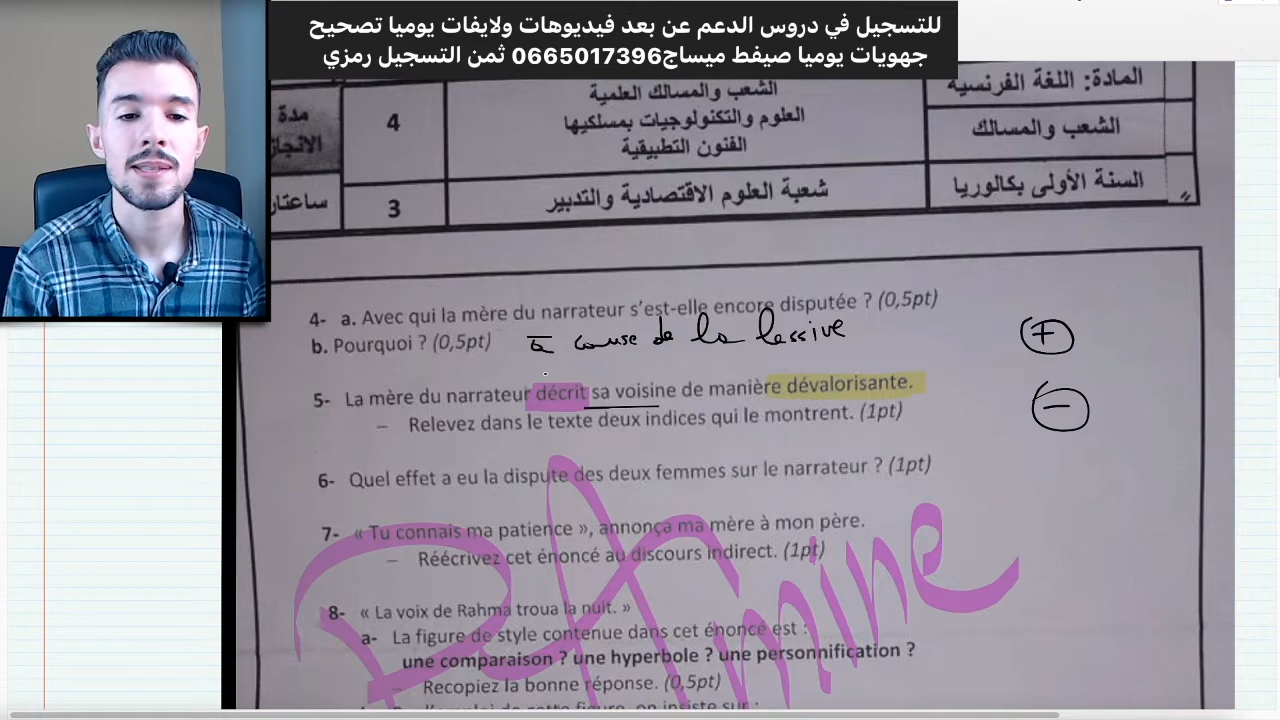 للتسجيل في دروس الدعم عن بعد فيديوهات ولايفات يوميا تصحيح
جهويات يوميا صيفط ميساج0665017396 ثمن التسجيل رمزي
المادة: اللغة الفرنسية
الشعب والمسالك
السنة الأولى بكالوريا
الشعب والمسالك العلمية
العلوم والتكنولوجيات بمسلكيها
الفنون التطبيقية
4
مدة
الانجاز
شعبة العلوم الاقتصادية والتدبير
3
ساعتان
4- a. Avec qui la mère du narrateur s'est-elle encore disputée ? (0,5pt)
b. Pourquoi ? (0,5pt) à cause de la lessive
+
5- La mère du narrateur décrit sa voisine de manière dévalorisante.
−
– Relevez dans le texte deux indices qui le montrent. (1pt)
6- Quel effet a eu la dispute des deux femmes sur le narrateur ? (1pt)
7- « Tu connais ma patience », annonça ma mère à mon père.
– Réécrivez cet énoncé au discours indirect. (1pt)
8- « La voix de Rahma troua la nuit. »
a- La figure de style contenue dans cet énoncé est :
une comparaison ? une hyperbole ? une personnification ?
– Recopiez la bonne réponse. (0,5pt)